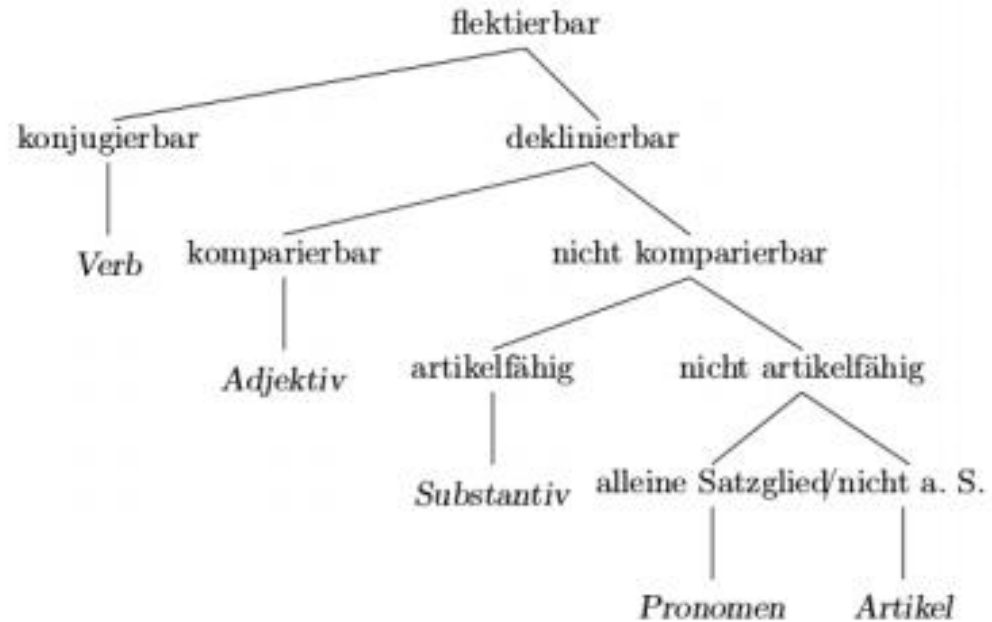 flektierbar
konjugierbar deklinierbar
Verb komparierbar nicht komparierbar
Adjektiv artikelfähig nicht artikelfähig
Substantiv alleine Satzglied/nicht a. S.
Pronomen Artikel